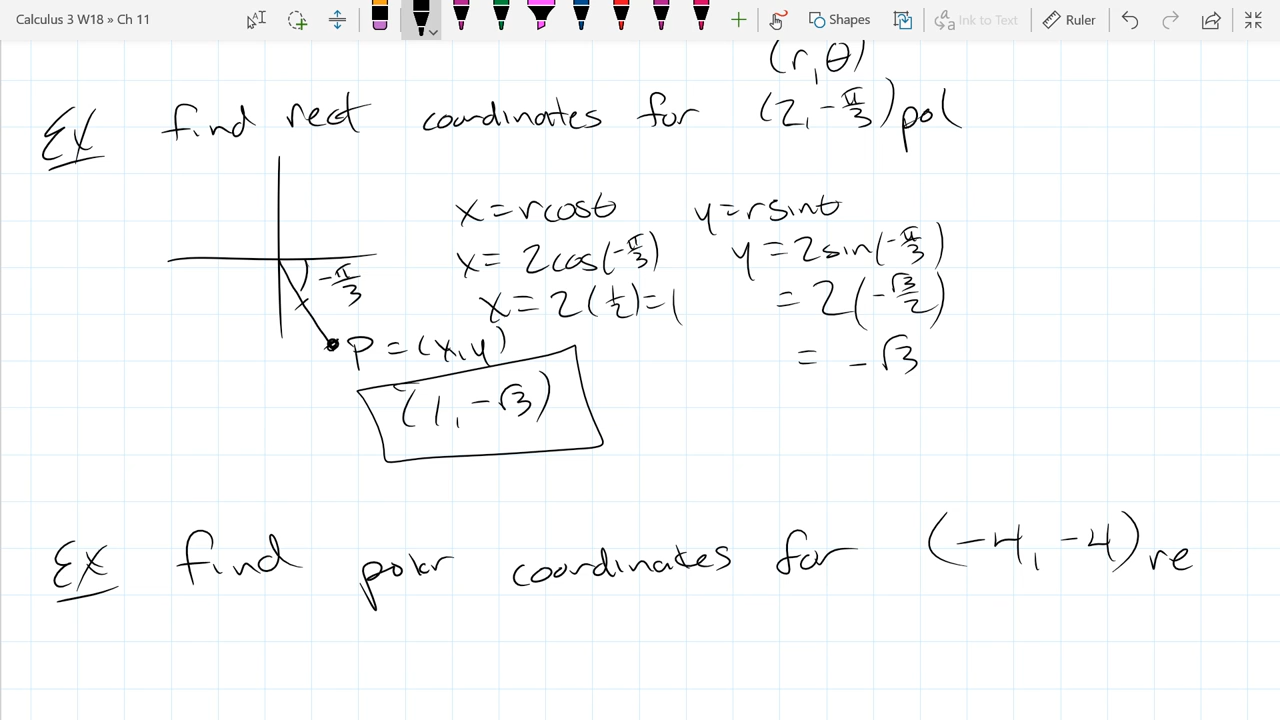 Calculus 3 W18 » Ch 11
Shapes
Ink to Text
Ruler
(r, θ)
Ex find rect coordinates for (2, -π/3) pol
x = r cos θ y = r sin θ
x = 2 cos(-π/3) y = 2 sin(-π/3)
-π/3
x = 2 (1/2) = 1 = 2 (-√3/2)
P = (x, y) = -√3
(1, -√3)
Ex find polar coordinates for (-4, -4) re